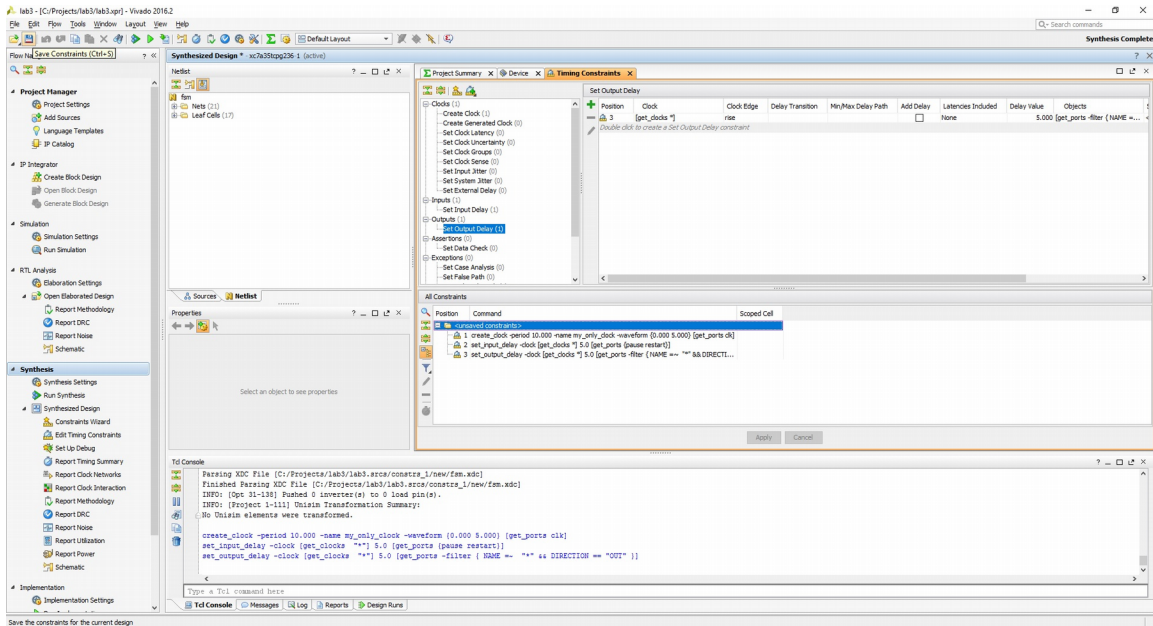 lab3 - [C:/Projects/lab3/lab3.xpr] - Vivado 2016.2
File Edit Flow Tools Window Layout View Help
Search commands
Default Layout
Synthesis Complete
Flow Na
Save Constraints (Ctrl+S)
Project Manager
Project Settings
Add Sources
Language Templates
IP Catalog
IP Integrator
Create Block Design
Open Block Design
Generate Block Design
Simulation
Simulation Settings
Run Simulation
RTL Analysis
Elaboration Settings
Open Elaborated Design
Report Methodology
Report DRC
Report Noise
Schematic
Synthesis
Synthesis Settings
Run Synthesis
Synthesized Design
Constraints Wizard
Edit Timing Constraints
Set Up Debug
Report Timing Summary
Report Clock Networks
Report Clock Interaction
Report Methodology
Report DRC
Report Noise
Report Utilization
Report Power
Schematic
Implementation
Implementation Settings
Synthesized Design * xc7a35tcpg236-1 (active)
Netlist
fsm
Nets (21)
Leaf Cells (17)
Sources Netlist
Properties
Select an object to see properties
Project Summary Device Timing Constraints
Clocks (1)
Create Clock (1)
Create Generated Clock (0)
Set Clock Latency (0)
Set Clock Uncertainty (0)
Set Clock Groups (0)
Set Clock Sense (0)
Set Input Jitter (0)
Set System Jitter (0)
Set External Delay (0)
Inputs (1)
Set Input Delay (1)
Outputs (1)
Set Output Delay (1)
Assertions (0)
Set Data Check (0)
Exceptions (0)
Set Case Analysis (0)
Set False Path (0)
Set Output Delay
Position Clock Clock Edge Delay Transition Min/Max Delay Path Add Delay Latencies Included Delay Value Objects
3 [get_clocks *] rise None 5.000 [get_ports -filter { NAME =...
Double click to create a Set Output Delay constraint
All Constraints
Position Command Scoped Cell
<unsaved constraints>
1 create_clock -period 10.000 -name my_only_clock -waveform {0.000 5.000} [get_ports clk]
2 set_input_delay -clock [get_clocks *] 5.0 [get_ports {pause restart}]
3 set_output_delay -clock [get_clocks *] 5.0 [get_ports -filter { NAME =~ "*" && DIRECTI...
Apply Cancel
Tcl Console
Parsing XDC File [C:/Projects/lab3/lab3.srcs/constrs_1/new/fsm.xdc]
Finished Parsing XDC File [C:/Projects/lab3/lab3.srcs/constrs_1/new/fsm.xdc]
INFO: [Opt 31-138] Pushed 0 inverter(s) to 0 load pin(s).
INFO: [Project 1-111] Unisim Transformation Summary:
No Unisim elements were transformed.
create_clock -period 10.000 -name my_only_clock -waveform {0.000 5.000} [get_ports clk]
set_input_delay -clock [get_clocks "*"] 5.0 [get_ports {pause restart}]
set_output_delay -clock [get_clocks "*"] 5.0 [get_ports -filter { NAME =~ "*" && DIRECTION == "OUT" }]
Type a Tcl command here
Tcl Console Messages Log Reports Design Runs
Save the constraints for the current design